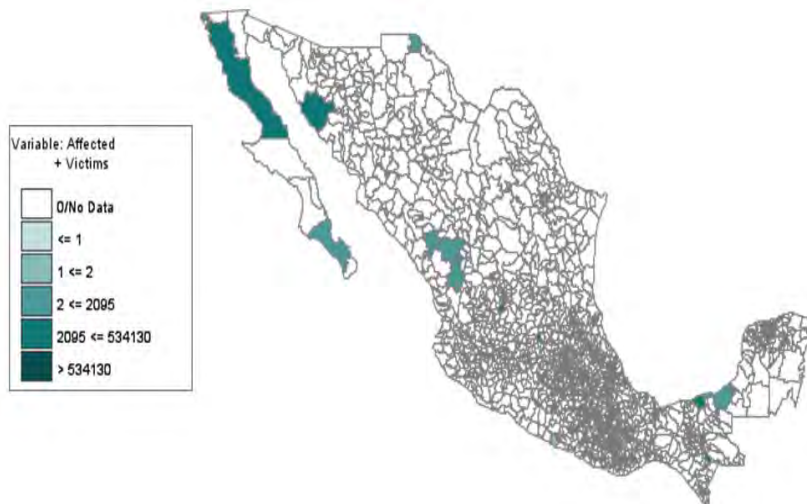 Variable: Affected
+ Victims
0/No Data
<= 1
1 <= 2
2 <= 2095
2095 <= 534130
> 534130